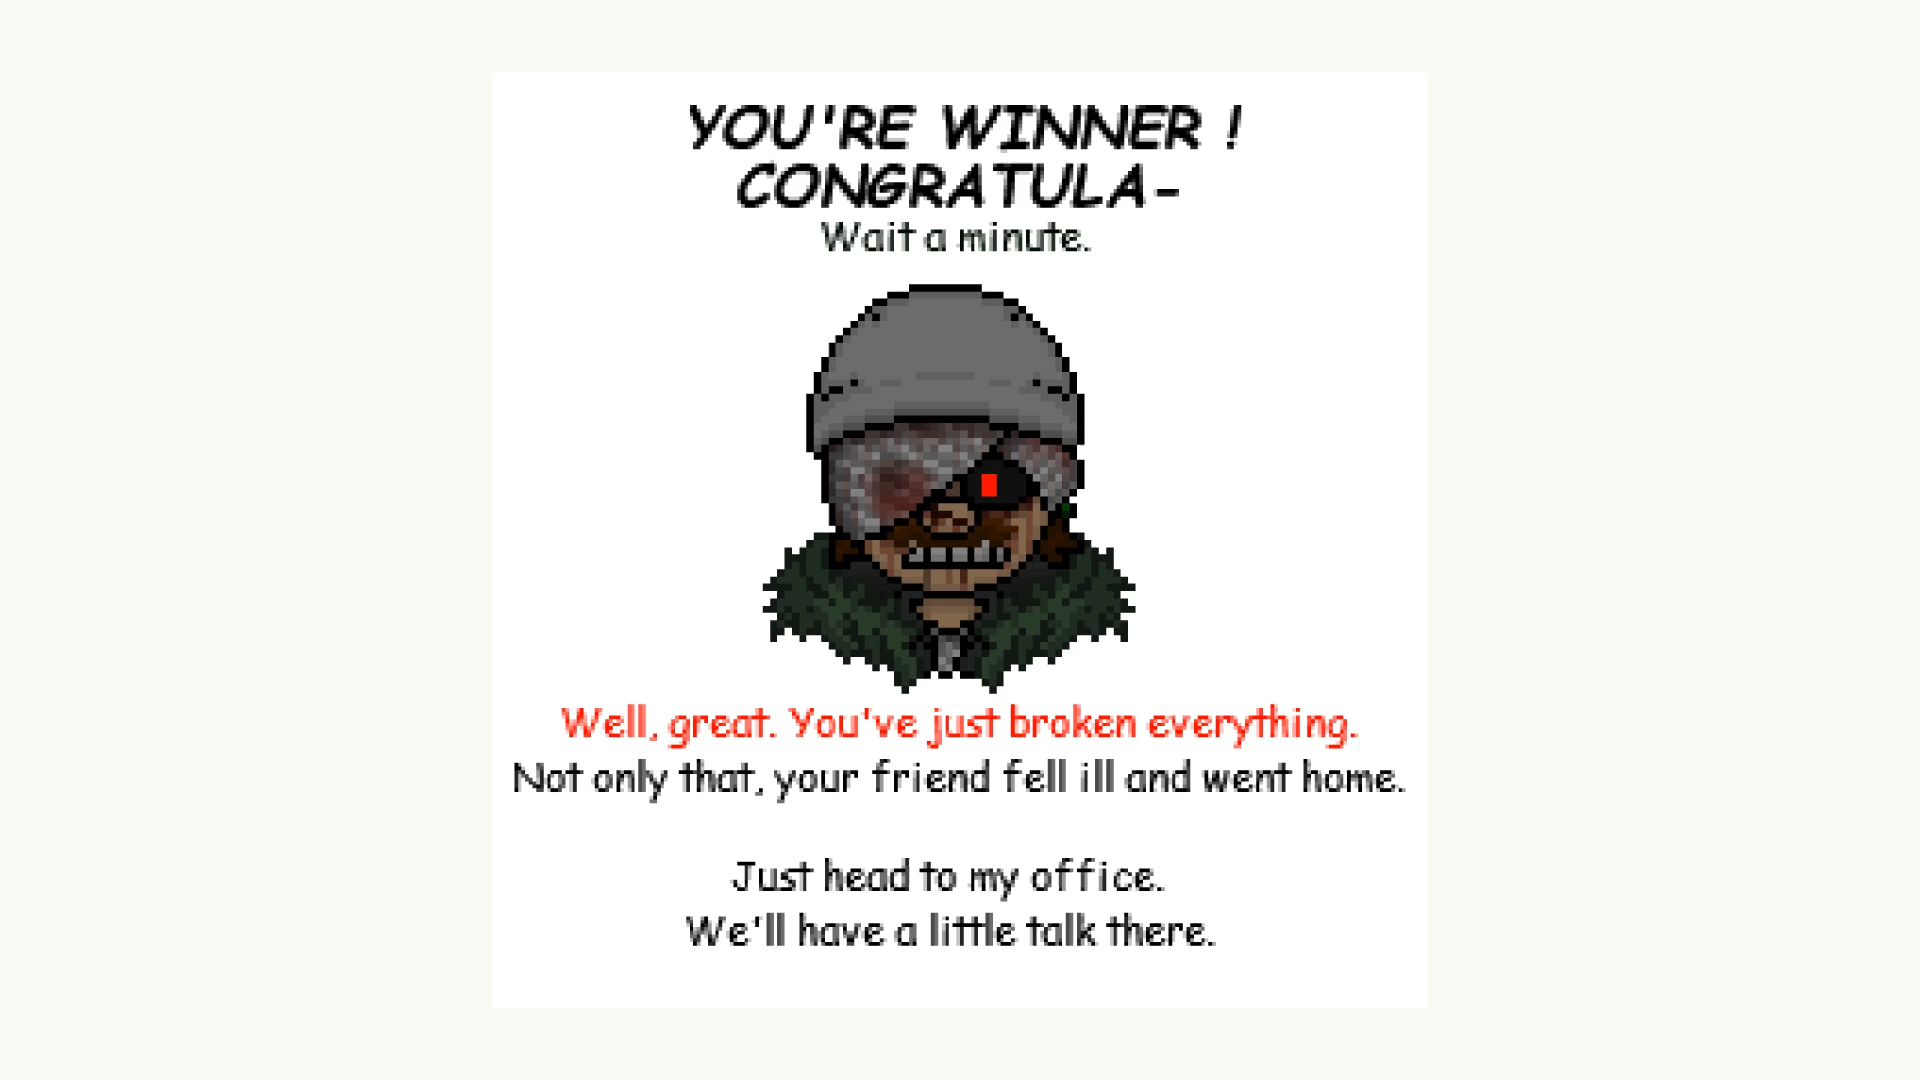 YOU'RE WINNER !
CONGRATULA-
Wait a minute.
Well, great. You've just broken everything.
Not only that, your friend fell ill and went home.
Just head to my office.
We'll have a little talk there.